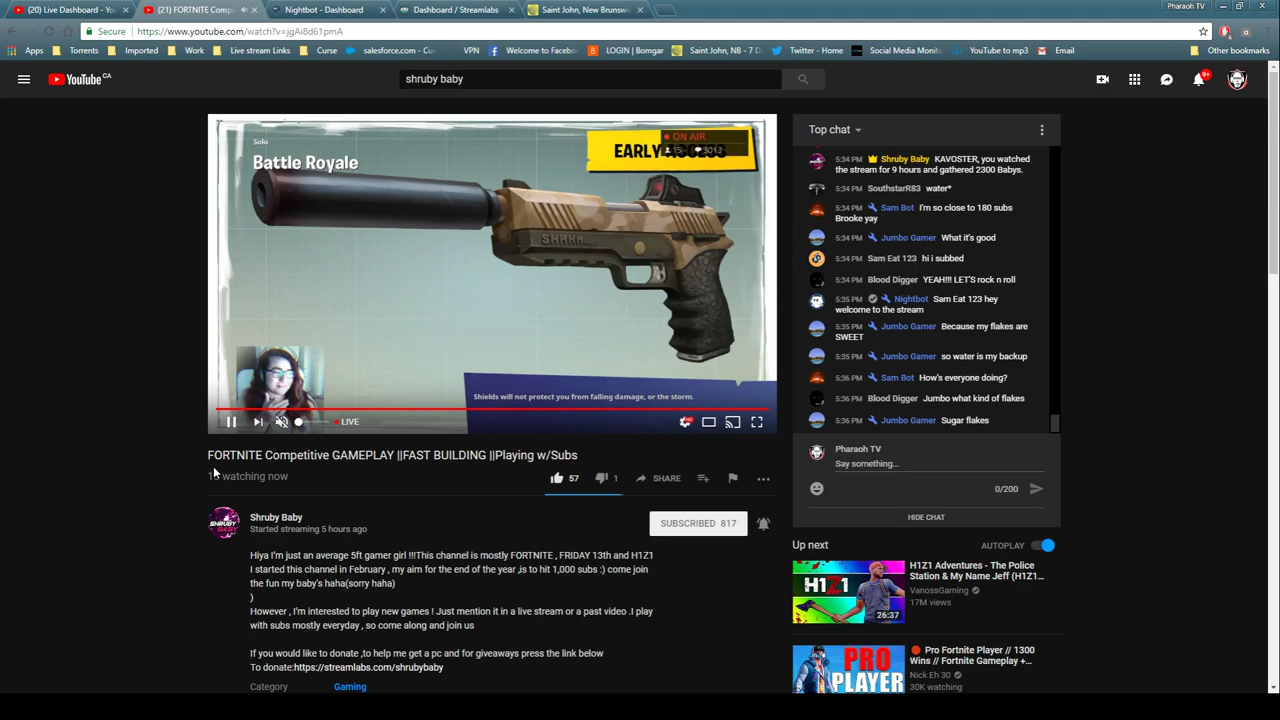 (20) Live Dashboard - Yo
(21) FORTNITE Comp
Nightbot - Dashboard
Dashboard / Streamlabs
Saint John, New Brunsw
Pharaoh TV
Secure
https://www.youtube.com/watch?v=jgAi8d61pmA
Apps
Torrents
Imported
Work
Live stream Links
Curse
salesforce.com - Cus
VPN
Welcome to Facebo
LOGIN | Bomgar
Saint John, NB - 7 D
Twitter - Home
Social Media Monit
YouTube to mp3
Email
Other bookmarks
YouTube CA
shruby baby
9+
Solo
Battle Royale
EARLY ACCESS
ON AIR
15
3013
SHHHH...
Shields will not protect you from falling damage, or the storm.
LIVE
HD
FORTNITE Competitive GAMEPLAY ||FAST BUILDING ||Playing w/Subs
watching now
57
1
SHARE
SHRUBY BABY
Shruby Baby
Started streaming 5 hours ago
SUBSCRIBED 817
Hiya I'm just an average 5ft gamer girl !!!This channel is mostly FORTNITE , FRIDAY 13th and H1Z1
I started this channel in February , my aim for the end of the year ,is to hit 1,000 subs :) come join
the fun my baby's haha(sorry haha)
)
However , I'm interested to play new games ! Just mention it in a live stream or a past video .I play
with subs mostly everyday , so come along and join us
If you would like to donate ,to help me get a pc and for giveaways press the link below
To donate:https://streamlabs.com/shrubybaby
Category
Gaming
Top chat
5:34 PM Shruby Baby KAVOSTER, you watched
the stream for 9 hours and gathered 2300 Babys.
5:34 PM SouthstarR83 water*
5:34 PM Sam Bot I'm so close to 180 subs
Brooke yay
5:34 PM Jumbo Gamer What it's good
5:34 PM Sam Eat 123 hi i subbed
5:34 PM Blood Digger YEAH!!! LET'S rock n roll
5:35 PM Nightbot Sam Eat 123 hey
welcome to the stream
5:35 PM Jumbo Gamer Because my flakes are
SWEET
5:35 PM Jumbo Gamer so water is my backup
5:36 PM Sam Bot How's everyone doing?
5:36 PM Blood Digger Jumbo what kind of flakes
5:36 PM Jumbo Gamer Sugar flakes
Pharaoh TV
Say something...
0/200
HIDE CHAT
Up next
AUTOPLAY
H1Z1
26:37
H1Z1 Adventures - The Police
Station & My Name Jeff (H1Z1...
VanossGaming
17M views
PRO
PLAYER
Pro Fortnite Player // 1300
Wins // Fortnite Gameplay +...
Nick Eh 30
30K watching